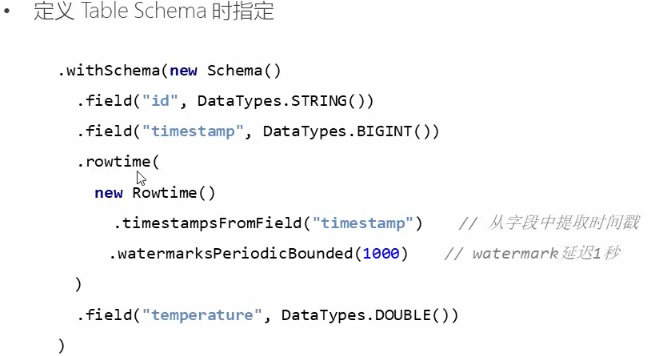 • 定义 Table Schema 时指定
.withSchema(new Schema()
.field("id", DataTypes.STRING())
.field("timestamp", DataTypes.BIGINT())
.rowtime(
new Rowtime()
.timestampsFromField("timestamp") // 从字段中提取时间戳
.watermarksPeriodicBounded(1000) // watermark延迟1秒
)
.field("temperature", DataTypes.DOUBLE())
)